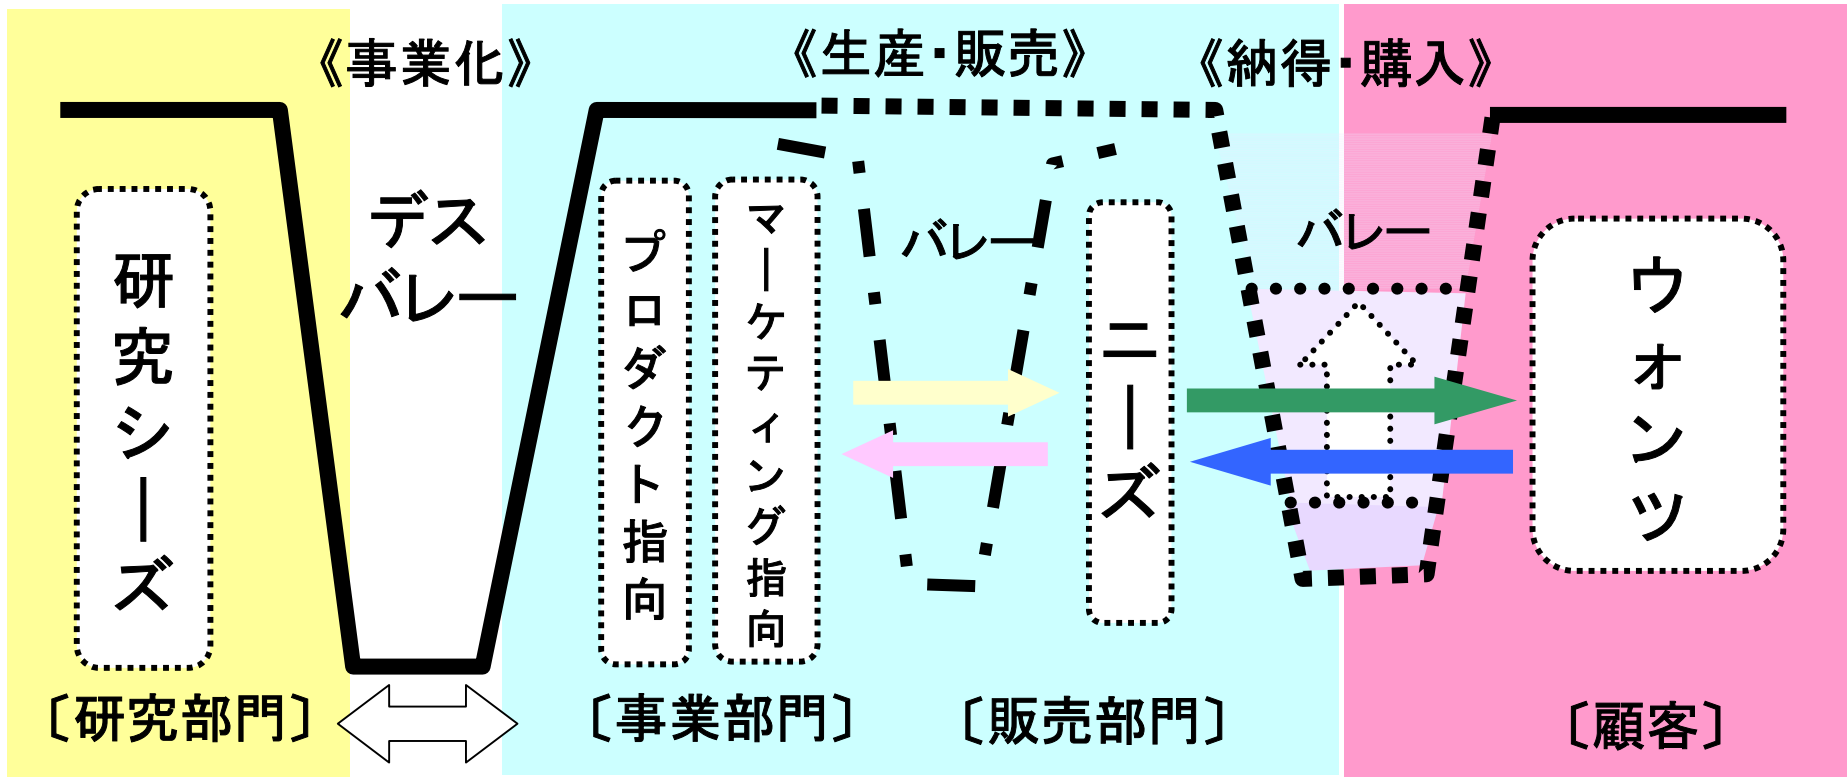 《事業化》
《生産・販売》
《納得・購入》
研究シーズ
デス
バレー
プロダクト指向
マーケティング指向
バレー
ニーズ
バレー
ウォンツ
〔研究部門〕
〔事業部門〕
〔販売部門〕
〔顧客〕